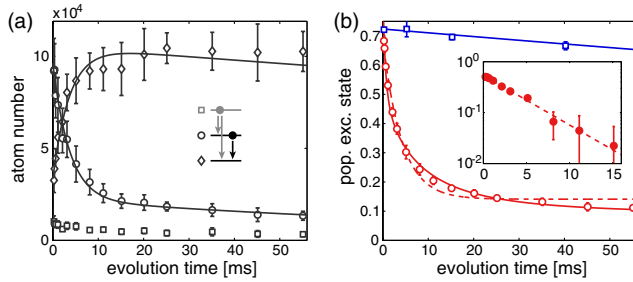 (a)
x 10⁴
10
0
0 10 20 30 40 50
atom number
evolution time [ms]
(b)
0.7
0.6
0.5
0.4
0.3
0.2
0.1
0
0 10 20 30 40 50
pop. exc. state
evolution time [ms]
10⁰
10⁻¹
10⁻²
0 5 10 15